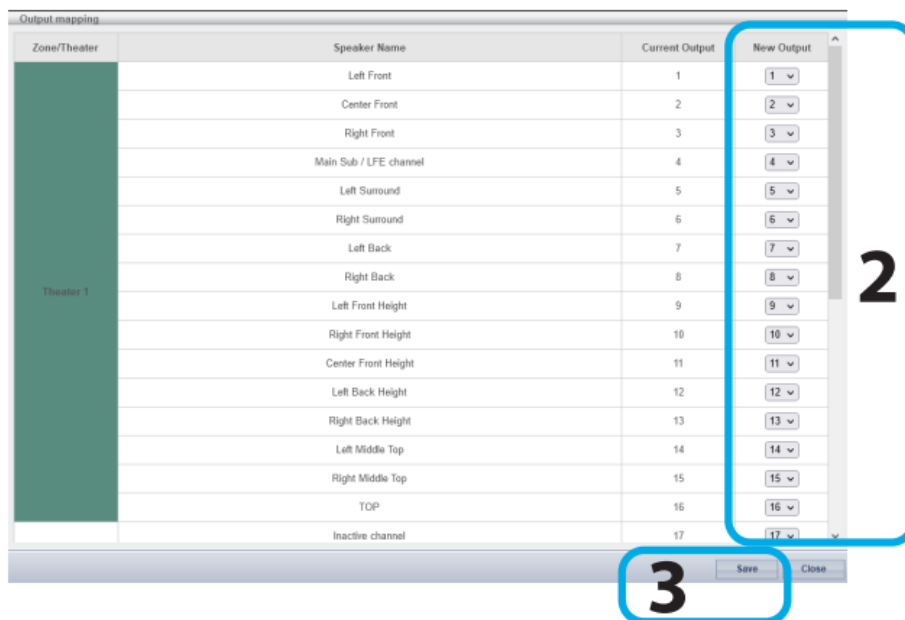 Output mapping
Zone/Theater Speaker Name Current Output New Output
Left Front 1 1
Center Front 2 2
Right Front 3 3
Main Sub / LFE channel 4 4
Left Surround 5 5
Right Surround 6 6
Left Back 7 7
Right Back 8 8
2
Theater 1
Left Front Height 9 9
Right Front Height 10 10
Center Front Height 11 11
Left Back Height 12 12
Right Back Height 13 13
Left Middle Top 14 14
Right Middle Top 15 15
TOP 16 16
Inactive channel 17 17
3 Save Close